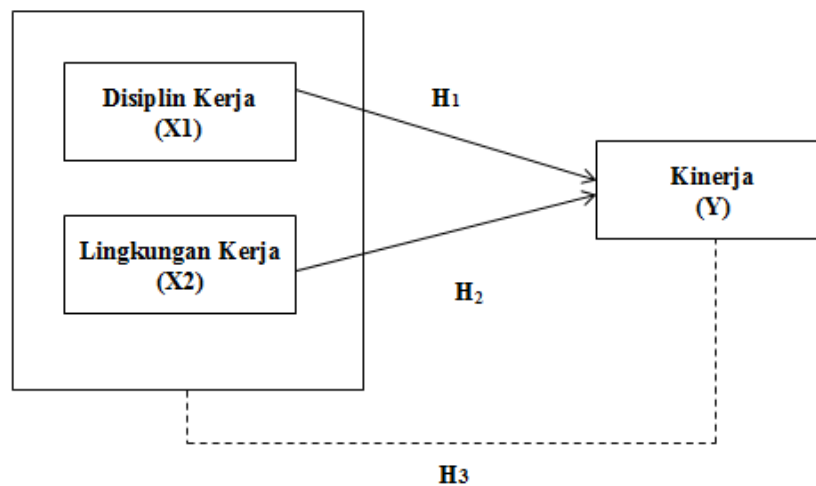 Disiplin Kerja
(X1)
H1
Kinerja
(Y)
Lingkungan Kerja
(X2)
H2
H3